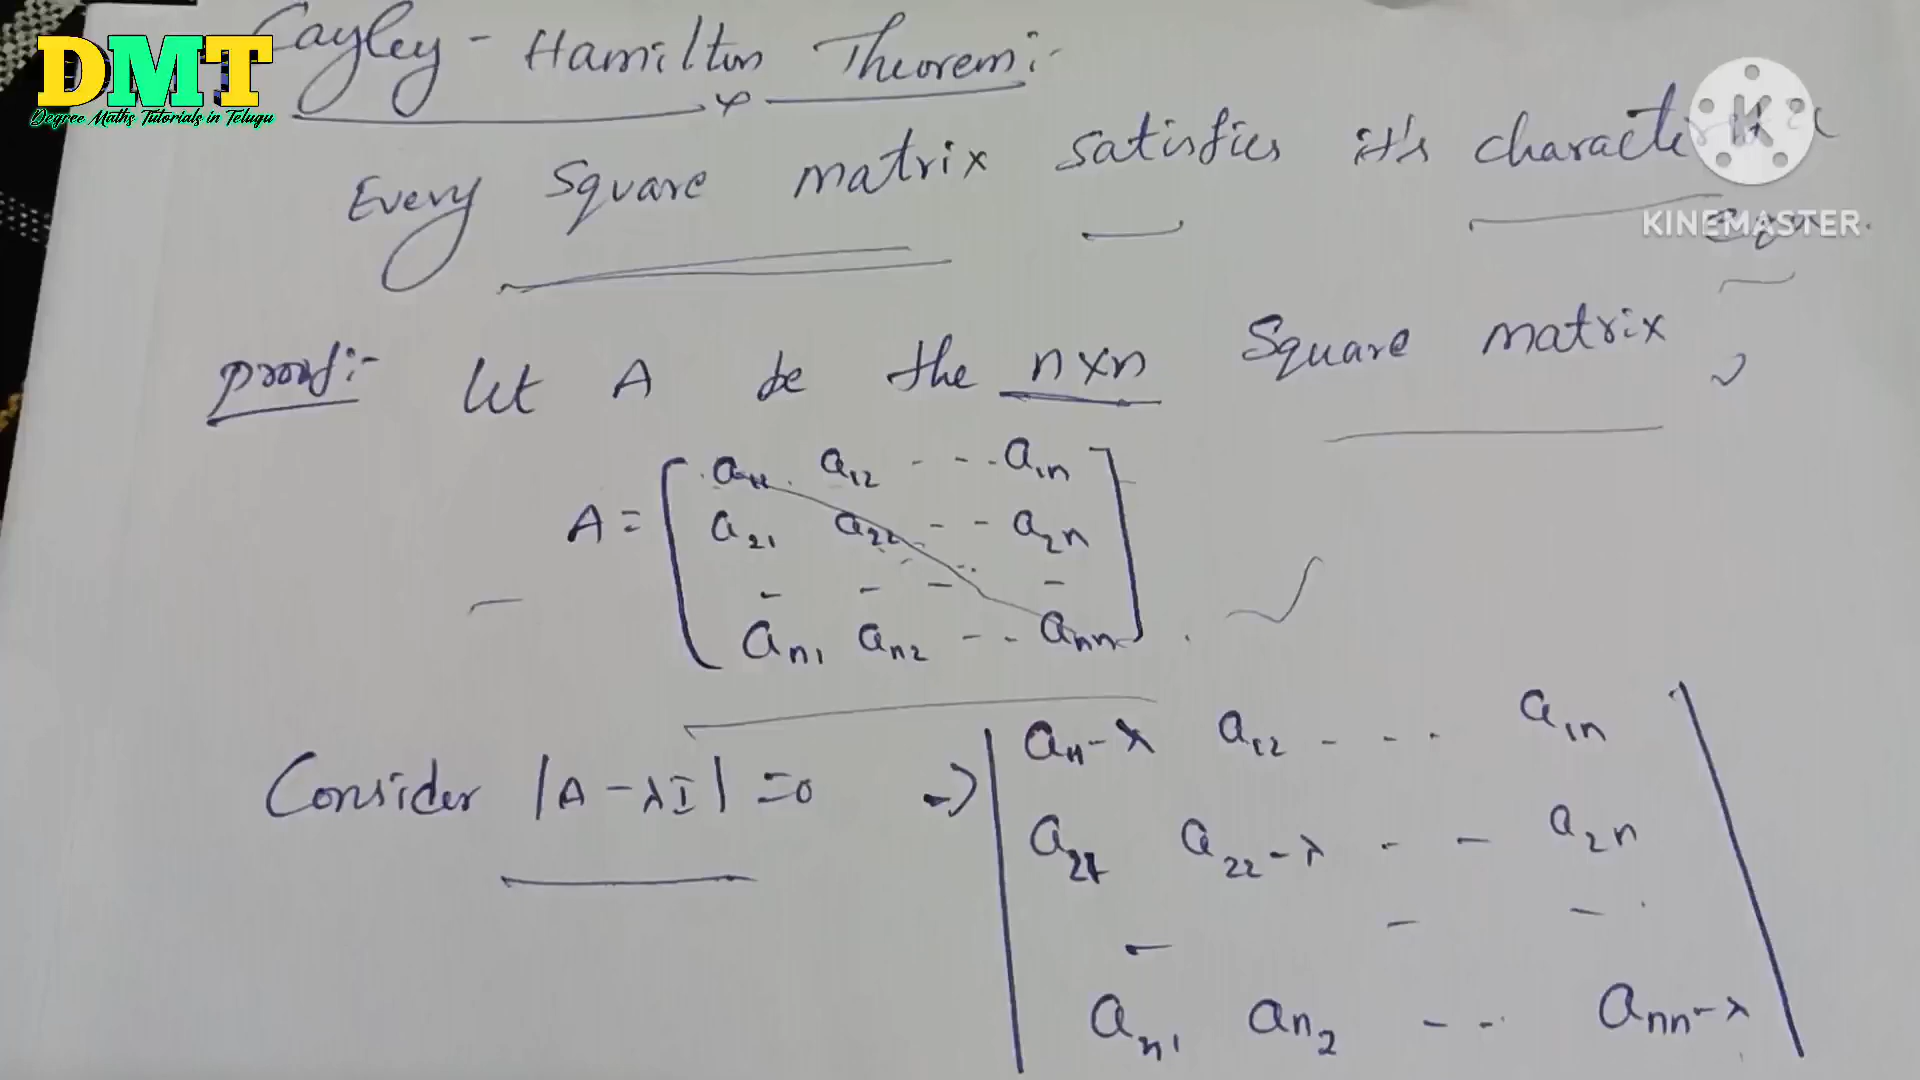 DMT
Degree Maths Tutorials in Telugu
Cayley - Hamilton Theorem :-
K
KINEMASTER
Every Square matrix satisfies it's characteristic
Eqn.
proof:- let A be the n×n Square matrix
A = [ a11 a12 - - - a1n
a21 a22 - - a2n
- - - -
an1 an2 - - - ann ]
Consider |A - λI| = 0 → | a11-λ a12 - - - a1n
a21 a22-λ - - a2n
- - -
an1 an2 - - - ann-λ |